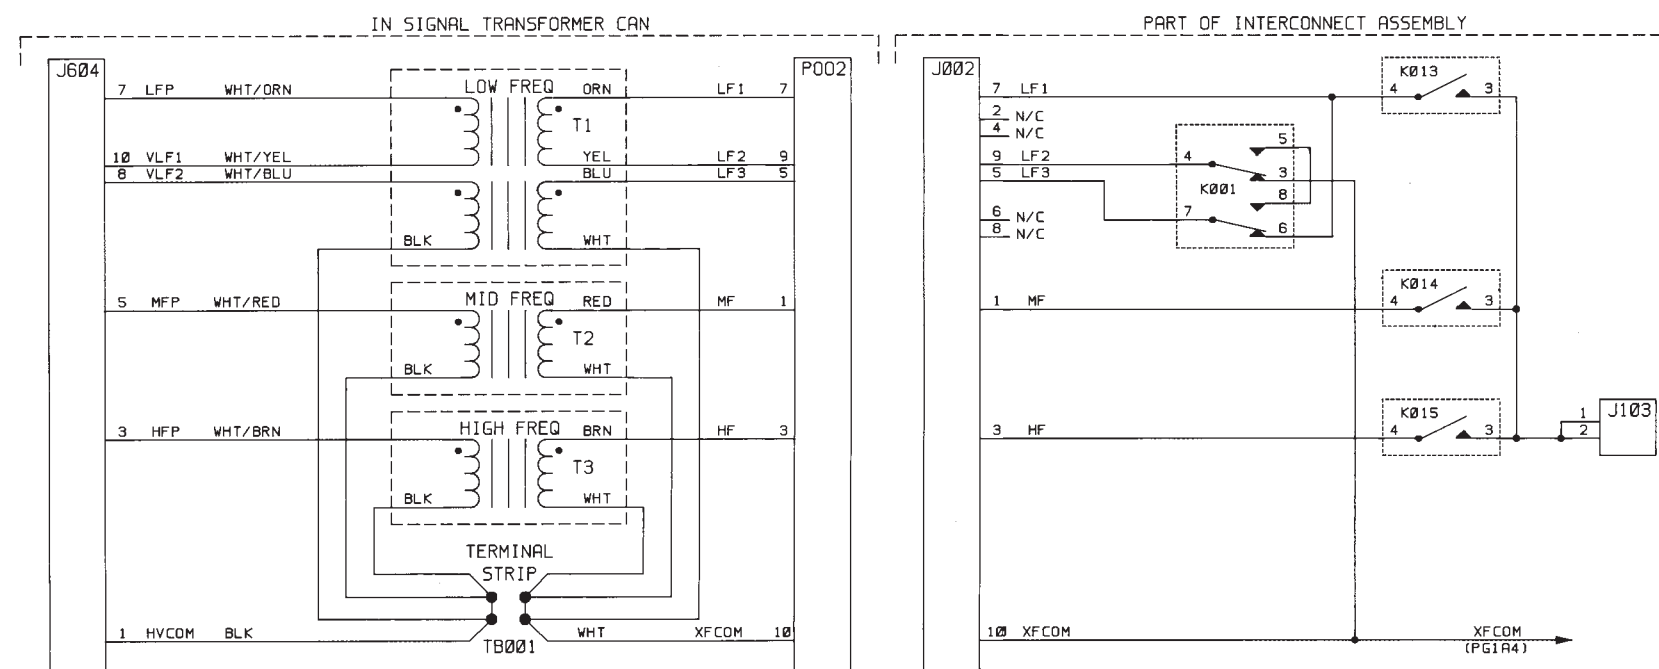 IN SIGNAL TRANSFORMER CAN
PART OF INTERCONNECT ASSEMBLY
J604
7 LFP WHT/ORN
10 VLF1 WHT/YEL
8 VLF2 WHT/BLU
5 MFP WHT/RED
3 HFP WHT/BRN
1 HVCOM BLK
LOW FREQ
T1
ORN
YEL
BLU
BLK
WHT
MID FREQ
T2
RED
BLK
WHT
HIGH FREQ
T3
BRN
BLK
WHT
TERMINAL
STRIP
TB001
WHT
P002
LF1 7
LF2 9
LF3 5
MF 1
HF 3
XFCOM 10
J002
7 LF1
2 N/C
4 N/C
9 LF2
5 LF3
6 N/C
8 N/C
1 MF
3 HF
10 XFCOM
K001
4
5
3
8
7
6
K013
4 3
K014
4 3
K015
4 3
J103
1
2
XFCOM
(PG1A4)